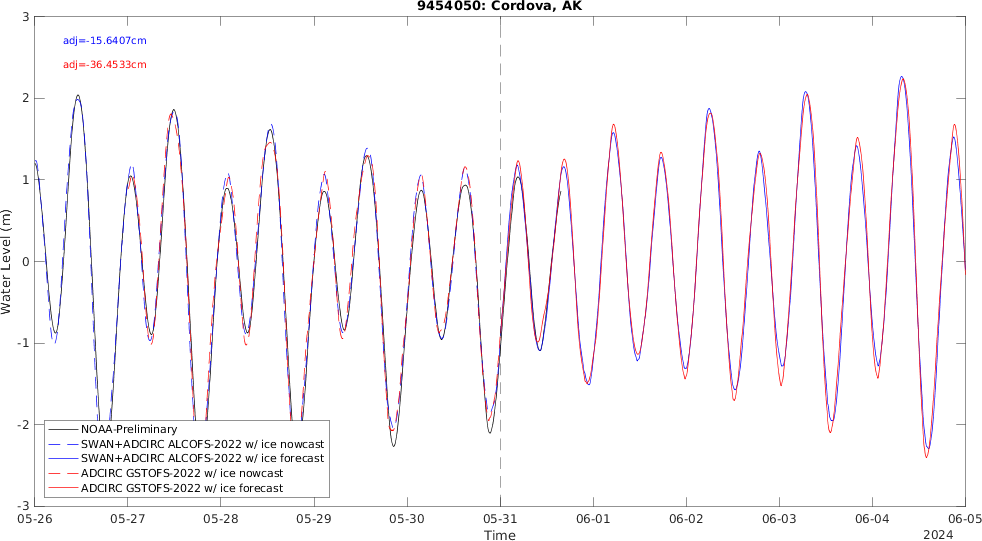 9454050: Cordova, AK
adj=-15.6407cm
adj=-36.4533cm
Water Level (m)
3
2
1
0
-1
-2
-3
NOAA-Preliminary
SWAN+ADCIRC ALCOFS-2022 w/ ice nowcast
SWAN+ADCIRC ALCOFS-2022 w/ ice forecast
ADCIRC GSTOFS-2022 w/ ice nowcast
ADCIRC GSTOFS-2022 w/ ice forecast
05-26 05-27 05-28 05-29 05-30 05-31 06-01 06-02 06-03 06-04 06-05
Time
2024